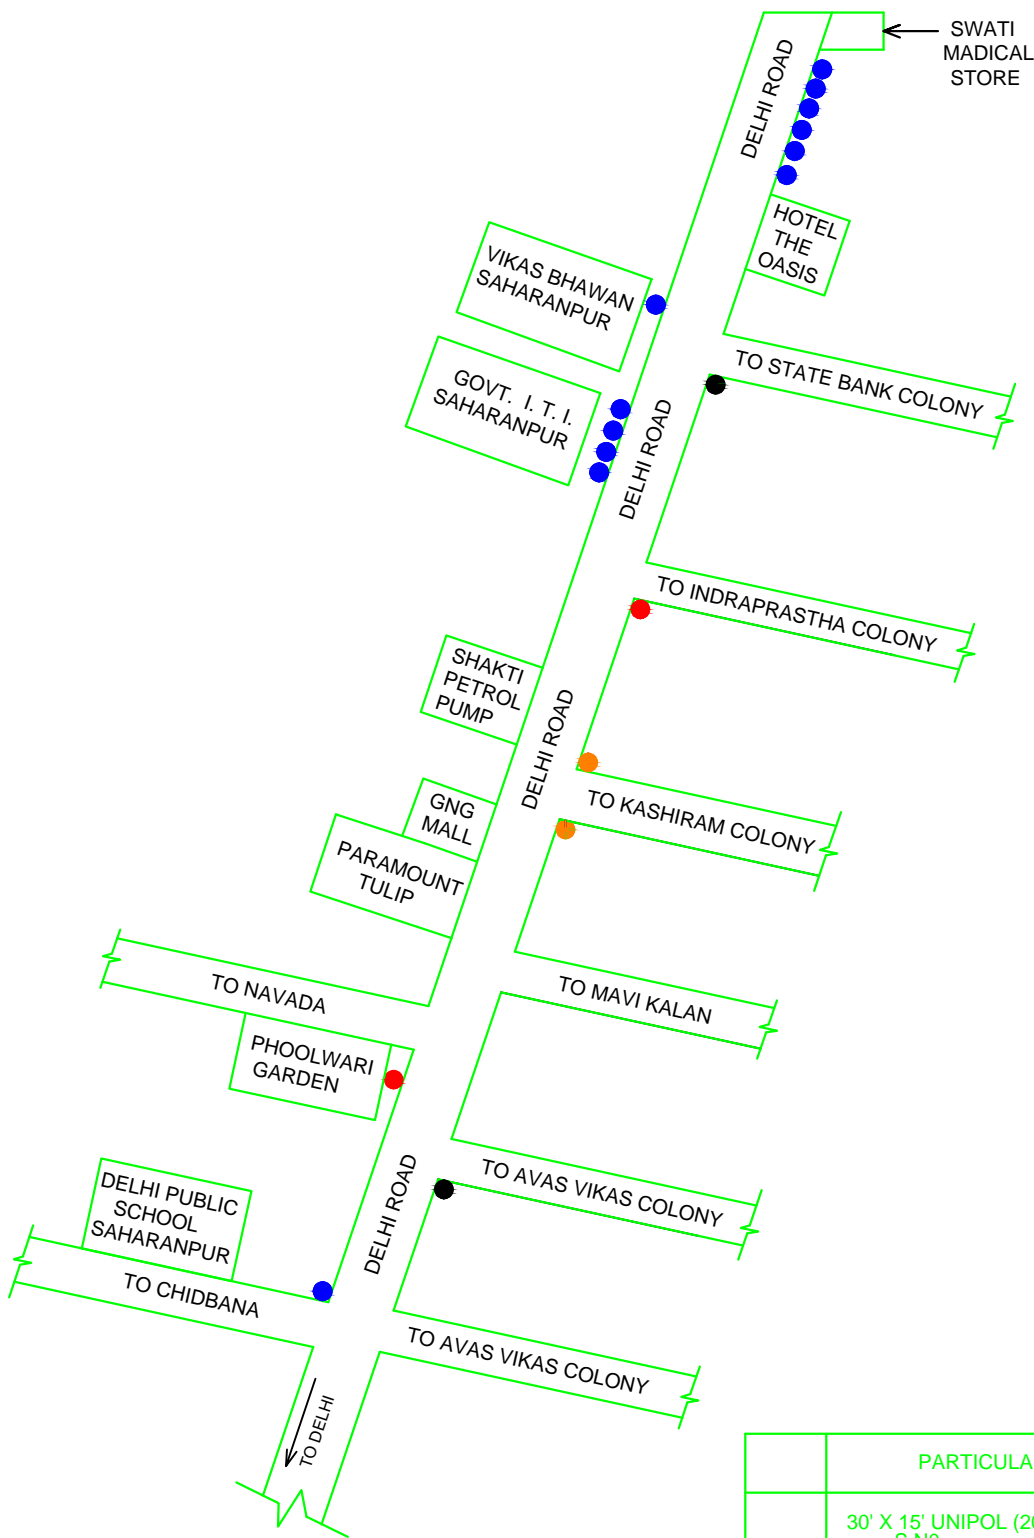 SWATI
MADICAL
STORE
DELHI ROAD
HOTEL
THE
OASIS
VIKAS BHAWAN
SAHARANPUR
TO STATE BANK COLONY
GOVT. I. T. I.
SAHARANPUR
DELHI ROAD
TO INDRAPRASTHA COLONY
SHAKTI
PETROL
PUMP
DELHI ROAD
TO KASHIRAM COLONY
GNG
MALL
PARAMOUNT
TULIP
TO NAVADA
TO MAVI KALAN
PHOOLWARI
GARDEN
DELHI ROAD
TO AVAS VIKAS COLONY
DELHI PUBLIC
SCHOOL
SAHARANPUR
TO CHIDBANA
TO AVAS VIKAS COLONY
TO DELHI
PARTICULA
30' X 15' UNIPOL (20